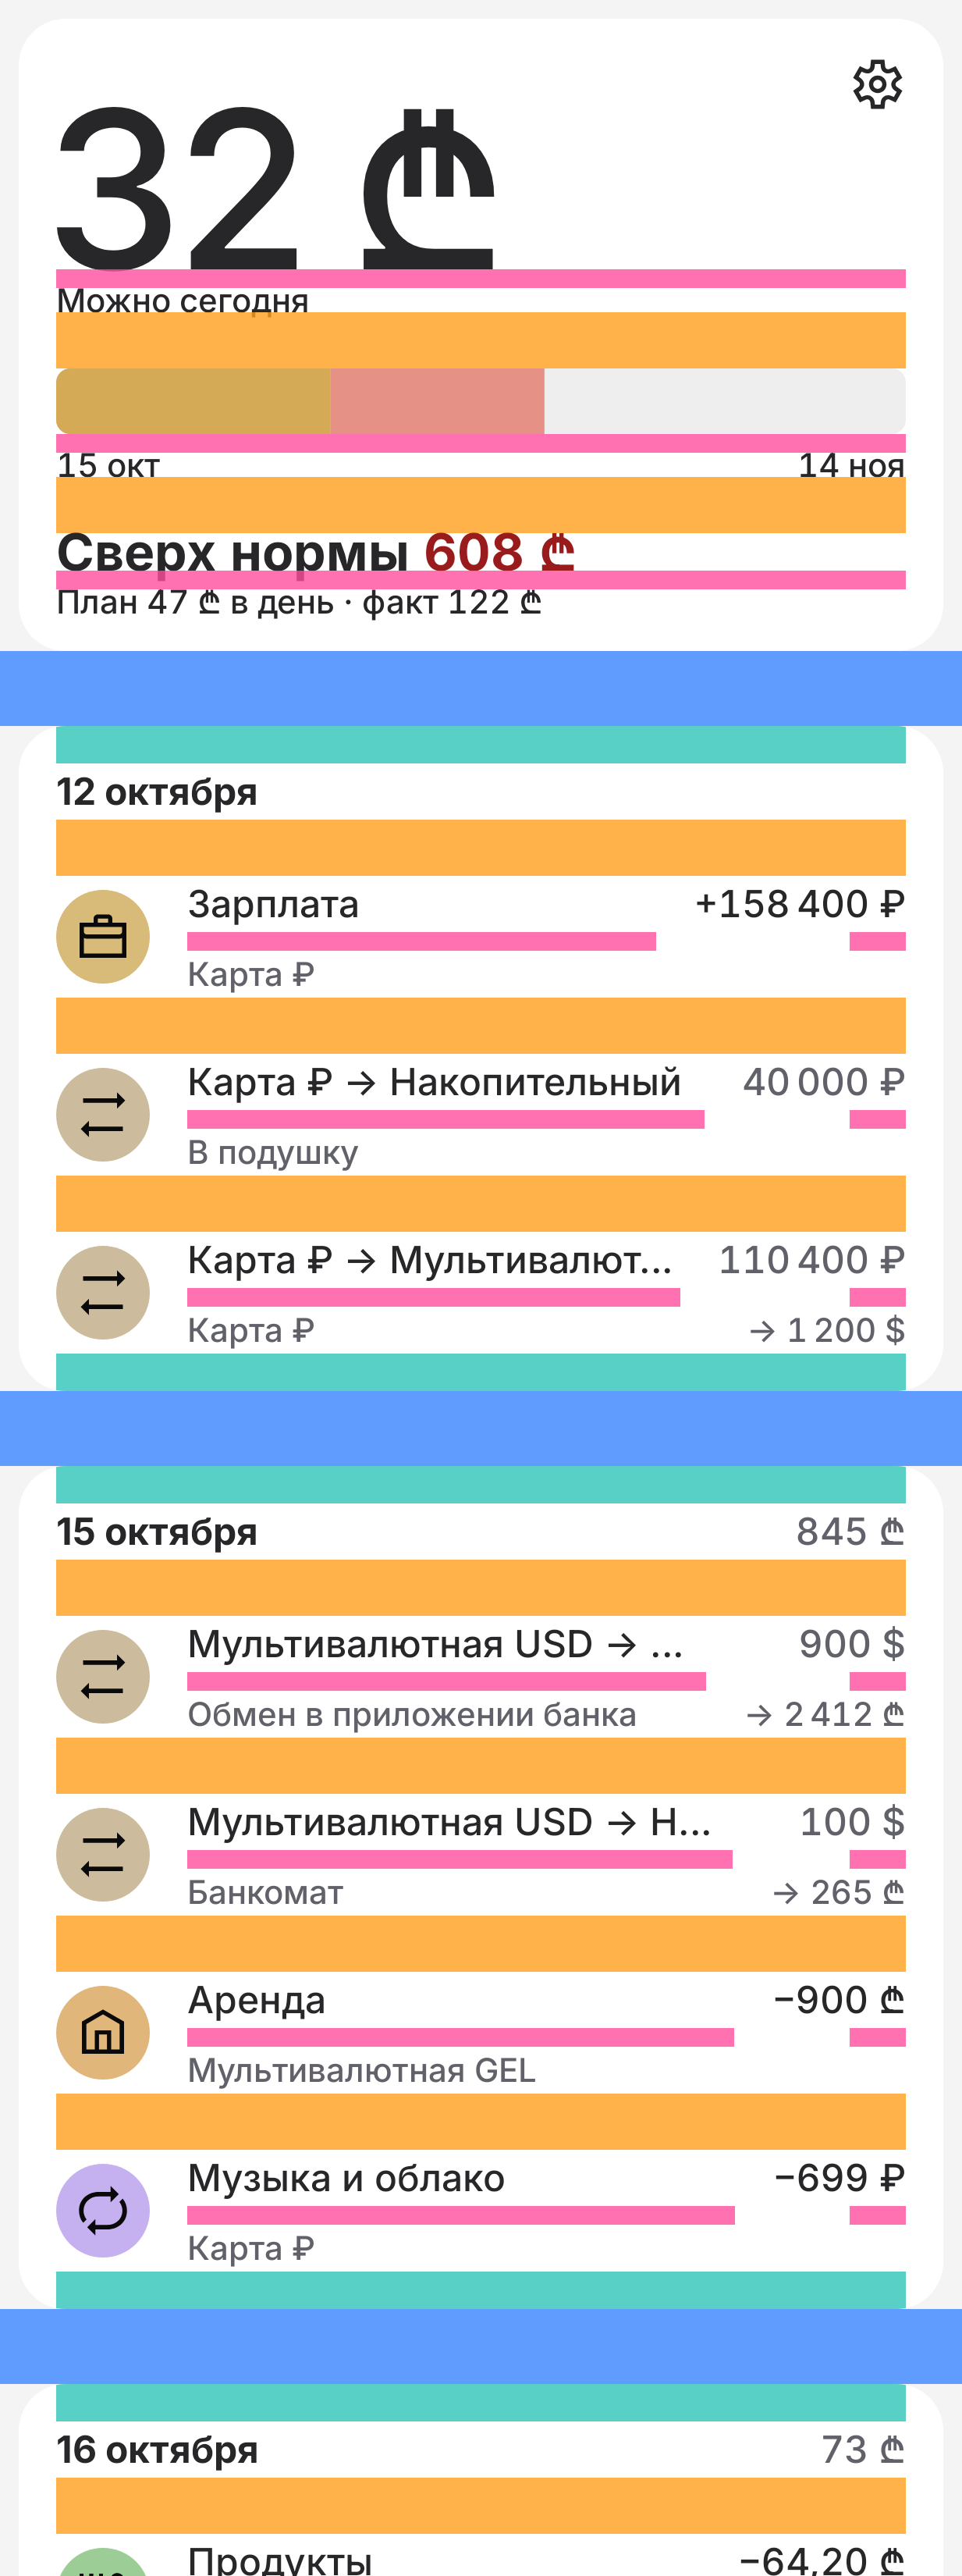 32 ₾
Можно сегодня
15 окт 14 ноя
Сверх нормы 608 ₾
План 47 ₾ в день · факт 122 ₾
12 октября
Зарплата +158 400 ₽
Карта ₽
Карта ₽ → Накопительный 40 000 ₽
В подушку
Карта ₽ → Мультивалют... 110 400 ₽
Карта ₽ → 1 200 $
15 октября 845 ₾
Мультивалютная USD → ... 900 $
Обмен в приложении банка → 2 412 ₾
Мультивалютная USD → Н... 100 $
Банкомат → 265 ₾
Аренда −900 ₾
Мультивалютная GEL
Музыка и облако −699 ₽
Карта ₽
16 октября 73 ₾
Продукты −64,20 ₾